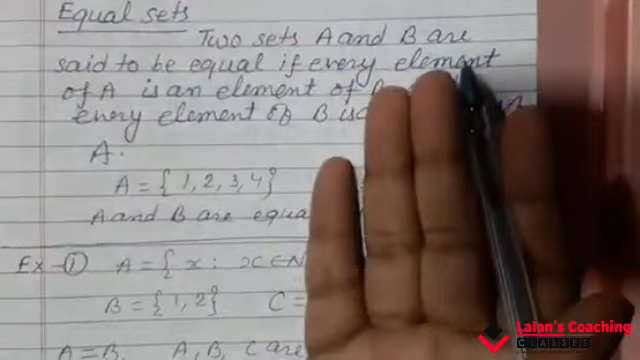 Equal sets
Two sets A and B are
said to be equal if every element
of A is an element of B
every element of B is
A.
A = { 1, 2, 3, 4}
A and B are equa
Ex-① A = { x : x ∈ N
B = {1, 2} C =
A = B. A, B, C are
Lalan's Coaching
CLASSES